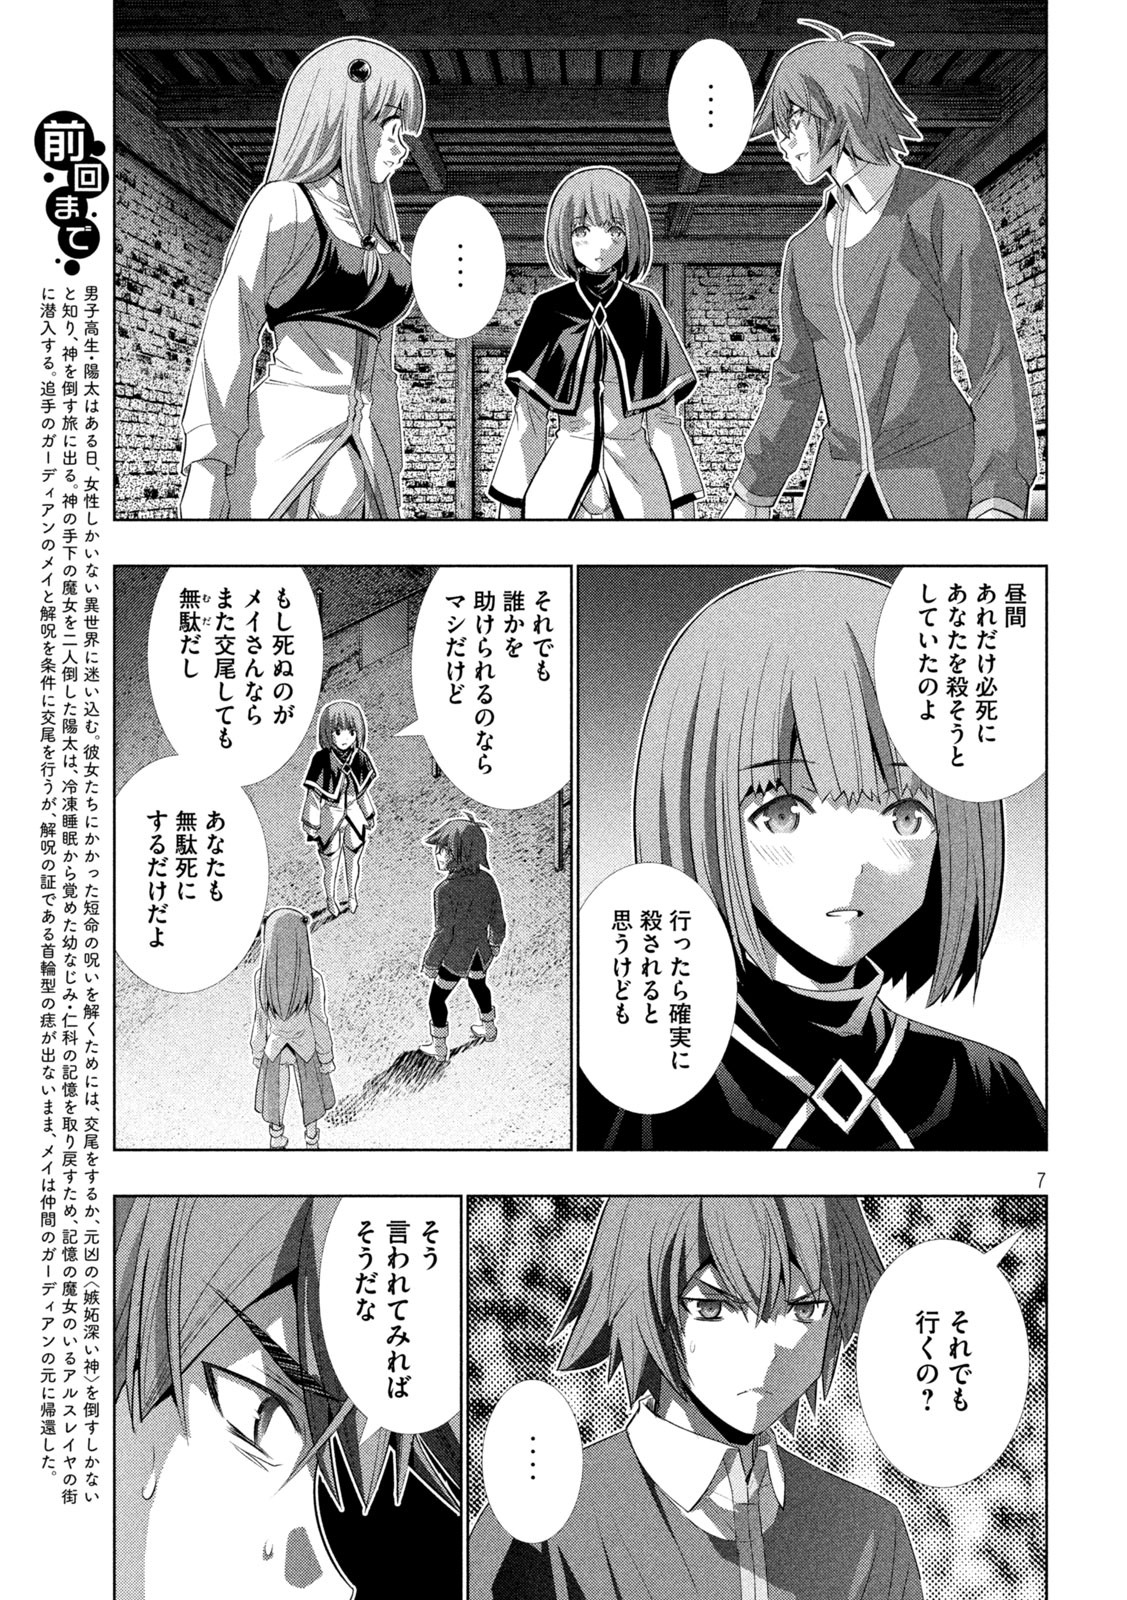 …
…
昼間
あれだけ必死に
あなたを殺そうと
していたのよ
行ったら確実に
殺されると
思うけども
それでも
誰かを
助けられるのなら
マシだけど
もし死ぬのが
メイさんなら
また交尾しても
無駄だし
むだ
あなたも
無駄死に
するだけだよ
7
それでも
行くの?
…
そう
言われてみれば
そうだな
前回まで
男子高生・陽太はある日、女性しかいない異世界に迷い込む。彼女たちにかかった短命の呪いを解くためには、交尾をするか、元凶の〈嫉妬深い神〉を倒すしかない
と知り、神を倒す旅に出る。神の手下の魔女を二人倒した陽太は、冷凍睡眠から覚めた幼なじみ・仁科の記憶を取り戻すため、記憶の魔女のいるアルスレイヤの街
に潜入する。追手のガーディアンのメイと解呪を条件に交尾を行うが、解呪の証である首輪型の痣が出ないまま、メイは仲間のガーディアンの元に帰還した。